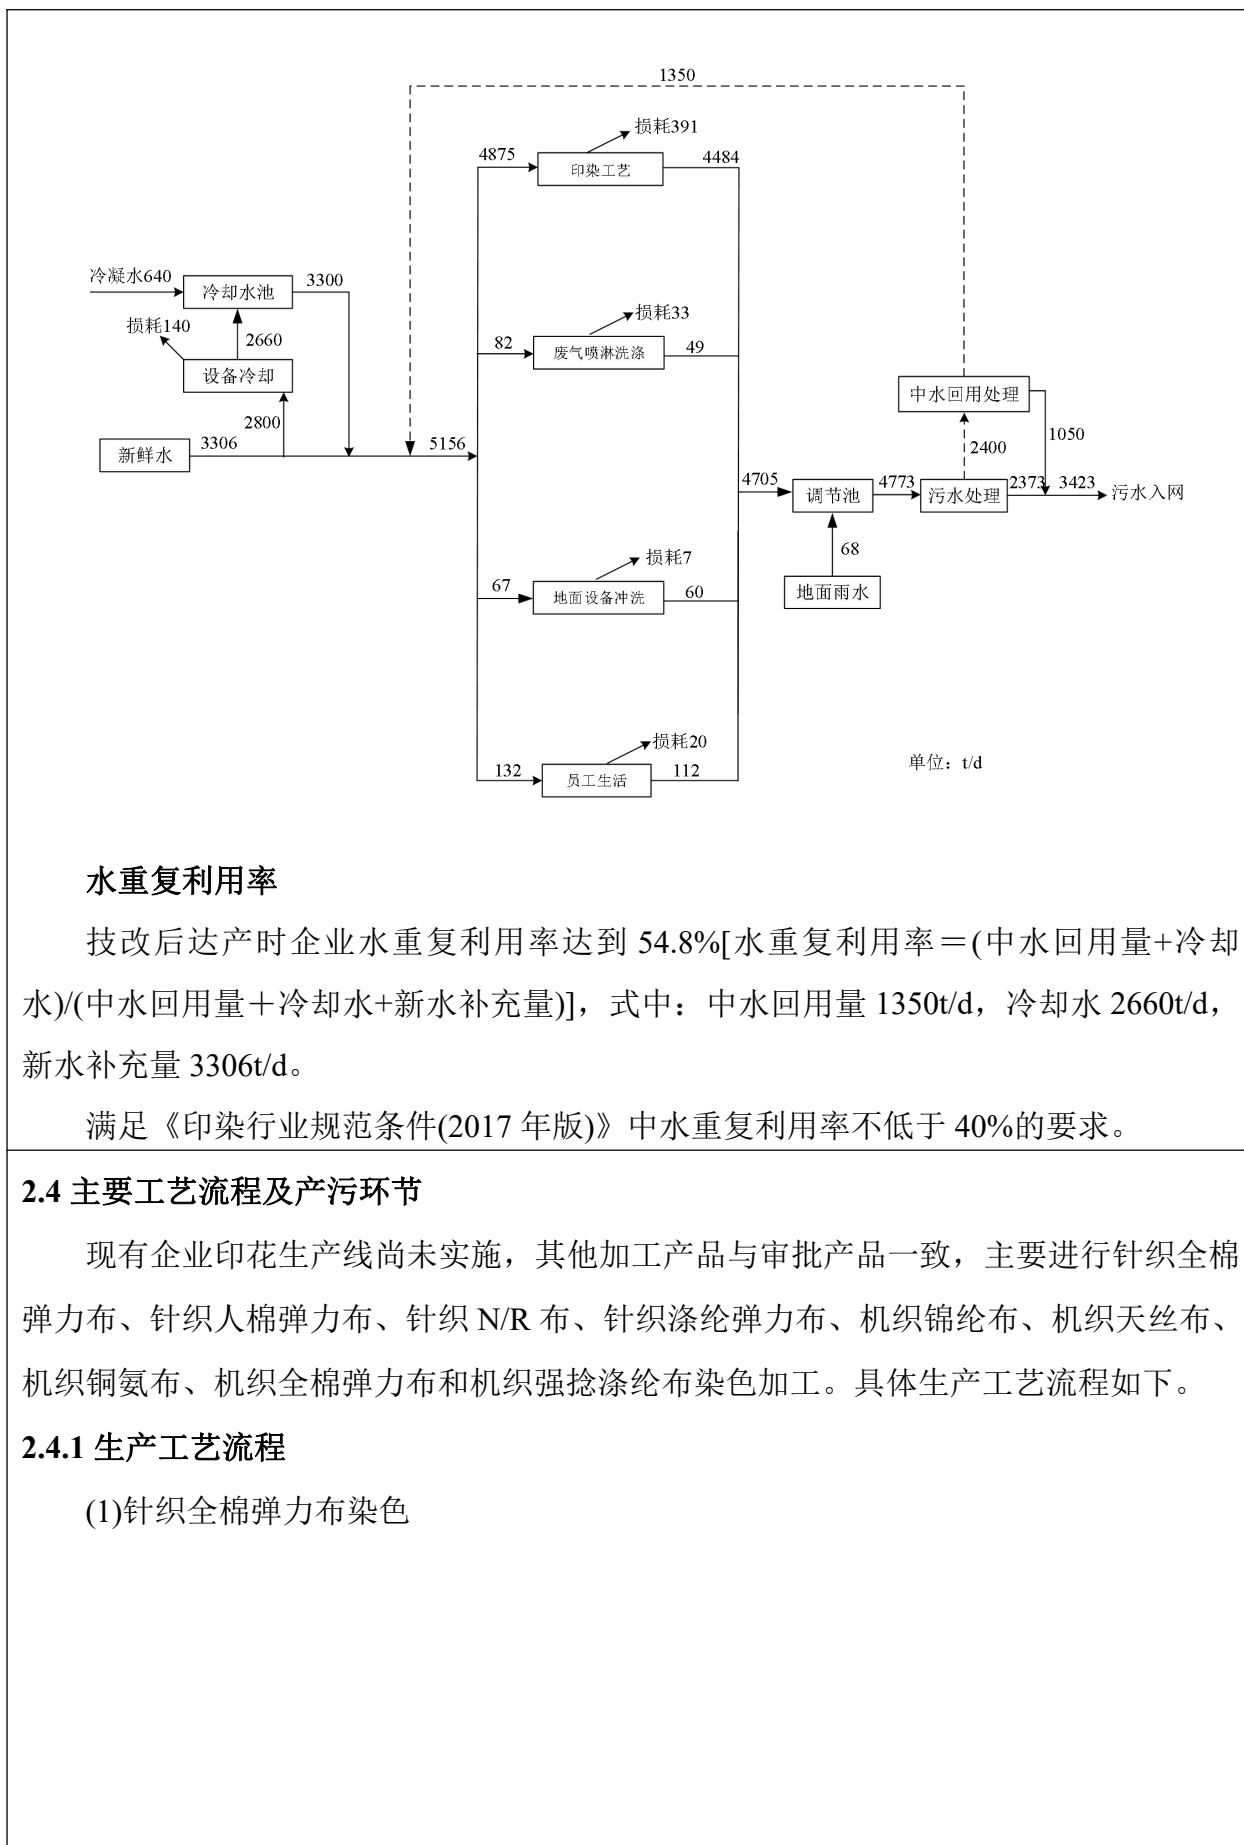 1350
损耗391
4875
印染工艺
4484
冷凝水640
冷却水池
3300
损耗140
2660
设备冷却
2800
新鲜水
3306
5156
损耗33
82
废气喷淋洗涤
49
损耗7
67
地面设备冲洗
60
损耗20
132
员工生活
112
4705
调节池
4773
污水处理
2373
3423
污水入网
68
地面雨水
中水回用处理
2400
1050
单位：t/d
水重复利用率
技改后达产时企业水重复利用率达到 54.8%[水重复利用率＝(中水回用量+冷却
水)/(中水回用量＋冷却水+新水补充量)]，式中：中水回用量 1350t/d，冷却水 2660t/d，
新水补充量 3306t/d。
满足《印染行业规范条件(2017 年版)》中水重复利用率不低于 40%的要求。
2.4 主要工艺流程及产污环节
现有企业印花生产线尚未实施，其他加工产品与审批产品一致，主要进行针织全棉
弹力布、针织人棉弹力布、针织 N/R 布、针织涤纶弹力布、机织锦纶布、机织天丝布、
机织铜氨布、机织全棉弹力布和机织强捻涤纶布染色加工。具体生产工艺流程如下。
2.4.1 生产工艺流程
(1)针织全棉弹力布染色